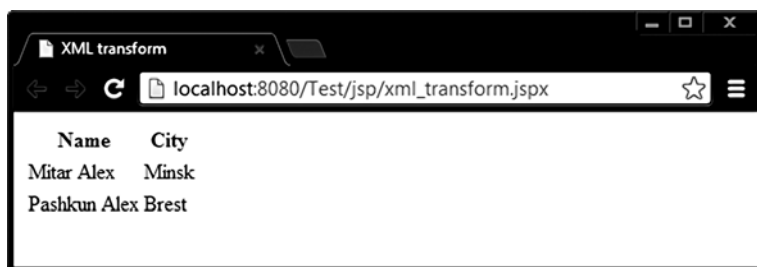 XML transform
localhost:8080/Test/jsp/xml_transform.jspx
Name City
Mitar Alex Minsk
Pashkun Alex Brest